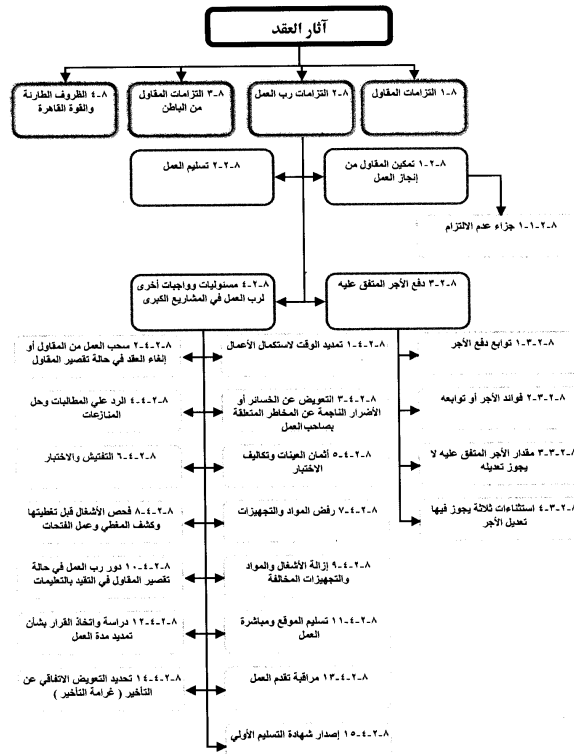 آثار العقد
٨-١ التزامات المقاول
٨-٢ التزامات رب العمل
٨-٣ التزامات المقاول
من الباطن
٨-٤ الظروف الطارئة
والقوة القاهرة
٨-٢-١ تمكين المقاول من
إنجاز العمل
٨-٢-٢ تسليم العمل
٨-٢-١-١ جزاء عدم الالتزام
٨-٢-٣ دفع الأجر المتفق عليه
٨-٢-٤ مسئوليات وواجبات أخرى
لرب العمل في المشاريع الكبرى
٨-٢-٣-١ توابع دفع الأجر
٨-٢-٣-٢ فوائد الأجر أو توابعه
٨-٢-٣-٣ مقدار الأجر المتفق عليه لا
يجوز تعديله
٨-٢-٣-٤ استثناءات ثلاثة يجوز فيها
تعديل الأجر
٨-٢-٤-١ تمديد الوقت لاستكمال الأعمال
٨-٢-٤-٢ سحب العمل من المقاول أو
إلغاء العقد في حالة تقصير المقاول
٨-٢-٤-٣ التعويض عن الخسائر أو
الأضرار الناجمة عن المخاطر المتعلقة
بصاحب العمل
٨-٢-٤-٤ الرد علي المطالبات وحل
المنازعات
٨-٢-٤-٥ أثمان العينات وتكاليف
الاختبار
٨-٢-٤-٦ التفتيش والاختبار
٨-٢-٤-٧ رفض المواد والتجهيزات
٨-٢-٤-٨ فحص الأشغال قبل تغطيتها
وكشف المغطي وعمل الفتحات
٨-٢-٤-٩ إزالة الأشغال والمواد
والتجهيزات المخالفة
٨-٢-٤-١٠ دور رب العمل في حالة
تقصير المقاول في التقيد بالتعليمات
٨-٢-٤-١١ تسليم الموقع ومباشرة
العمل
٨-٢-٤-١٢ دراسة واتخاذ القرار بشأن
تمديد مدة العمل
٨-٢-٤-١٣ مراقبة تقدم العمل
٨-٢-٤-١٤ تحديد التعويض الاتفاقي عن
التأخير ( غرامة التأخير )
٨-٢-٤-١٥ إصدار شهادة التسليم الأولي